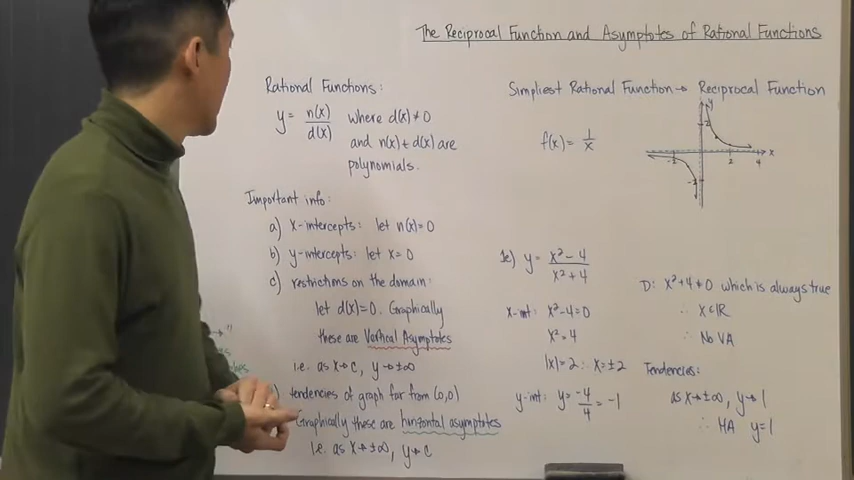 The Reciprocal Function and Asymptotes of Rational Functions
Rational Functions:
y = n(x)/d(x) where d(x) ≠ 0
and n(x) + d(x) are
polynomials.
Important info:
a) x-intercepts: let n(x)=0
b) y-intercepts: let x=0
c) restrictions on the domain:
let d(x)=0. Graphically
these are Vertical Asymptotes
i.e. as x→c, y→±∞
tendencies of graph far from (0,0)
Graphically these are horizontal asymptotes
i.e. as x→±∞, y→c
Simpliest Rational Function → Reciprocal Function
f(x) = 1/x
y
x
2
2
4
1e) y = x²-4/x²+4
x-int: x²-4=0
x²=4
|x|=2 ∴ x=±2
y-int: y = -4/4 = -1
D: x²+4≠0 which is always true
∴ x∈ℝ
∴ No VA
Tendencies:
as x→±∞, y→1
∴ HA y=1